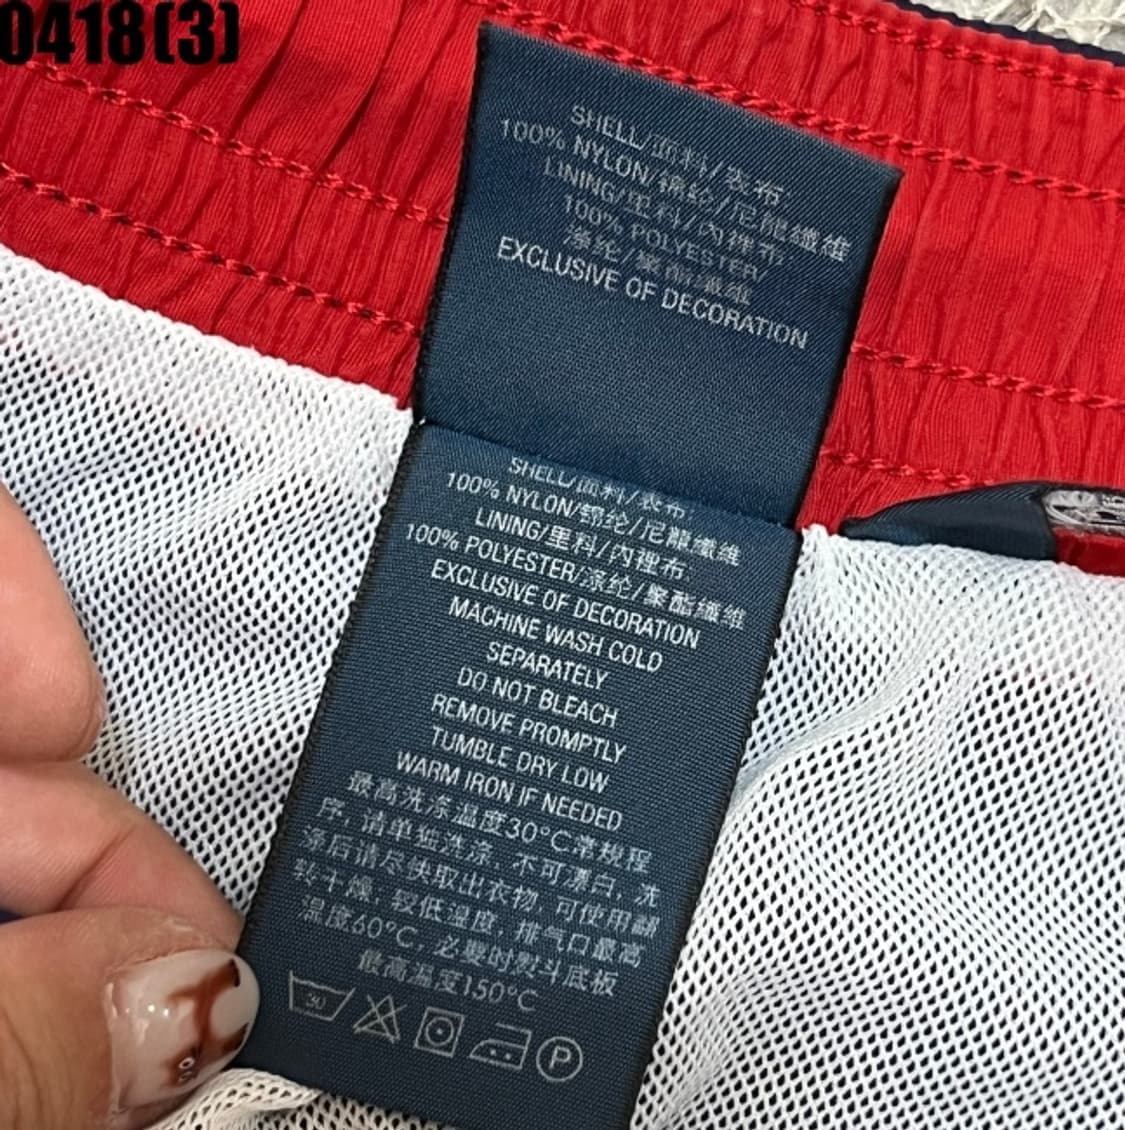 0418(3)
SHELL/面料/表布
100% NYLON/锦纶/尼龍纖維
LINING/里料/內裡布
100% POLYESTER/
涤纶/聚酯纖維
EXCLUSIVE OF DECORATION
SHELL/面料/表布
100% NYLON/锦纶/尼龍纖維
LINING/里料/內裡布
100% POLYESTER/涤纶/聚酯纖維
EXCLUSIVE OF DECORATION
MACHINE WASH COLD
SEPARATELY
DO NOT BLEACH
REMOVE PROMPTLY
TUMBLE DRY LOW
WARM IRON IF NEEDED
最高洗涤温度30°C常规程
序，请单独洗涤，不可漂白，洗
涤后请尽快取出衣物，可使用翻
转干燥；较低温度，排气口最高
温度60°C，必要时熨斗底板
最高温度150°C
30
P